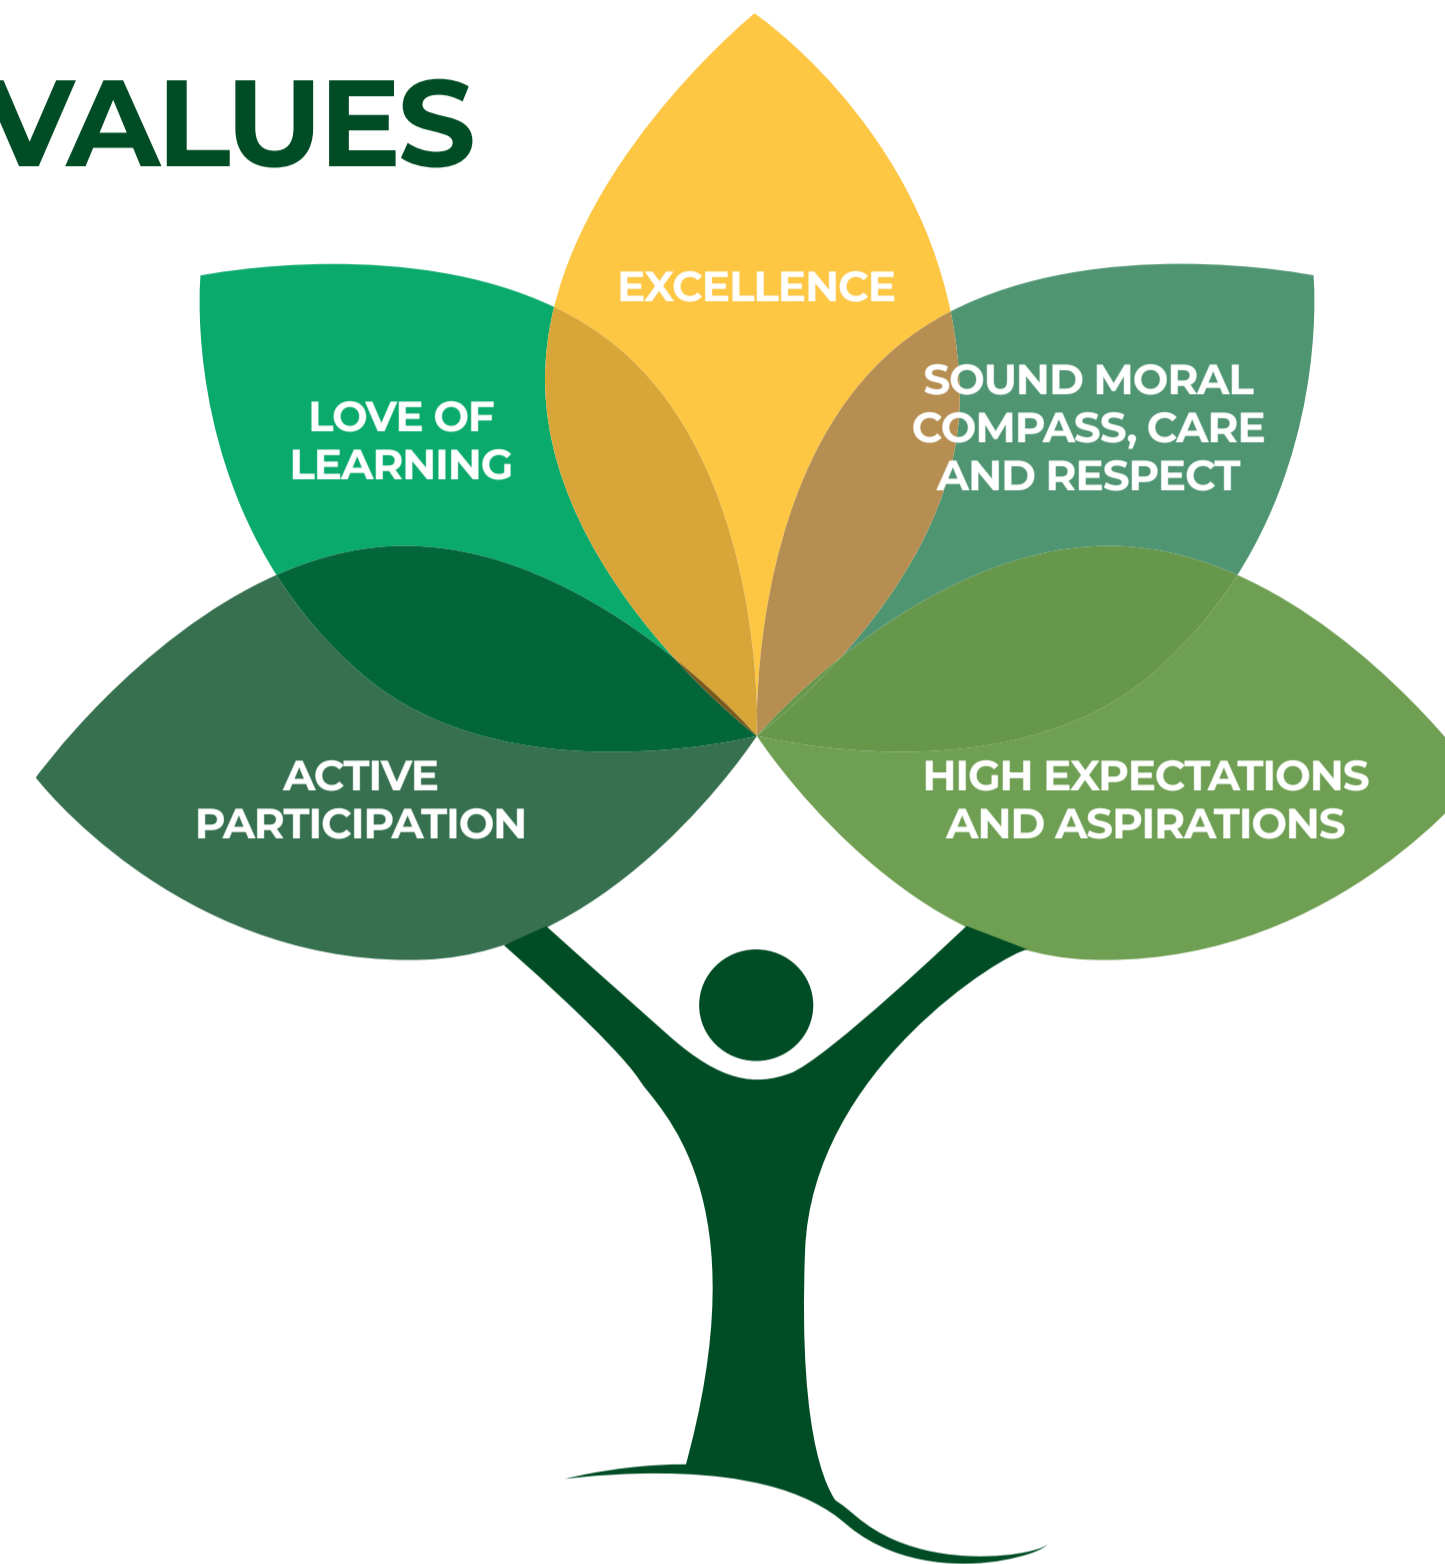 VALUES
EXCELLENCE
LOVE OF
LEARNING
SOUND MORAL
COMPASS, CARE
AND RESPECT
ACTIVE
PARTICIPATION
HIGH EXPECTATIONS
AND ASPIRATIONS